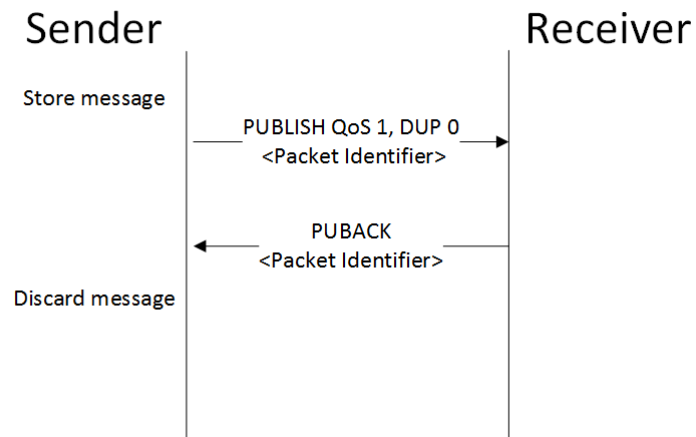 Sender
Receiver
Store message
PUBLISH QoS 1, DUP 0
<Packet Identifier>
PUBACK
<Packet Identifier>
Discard message